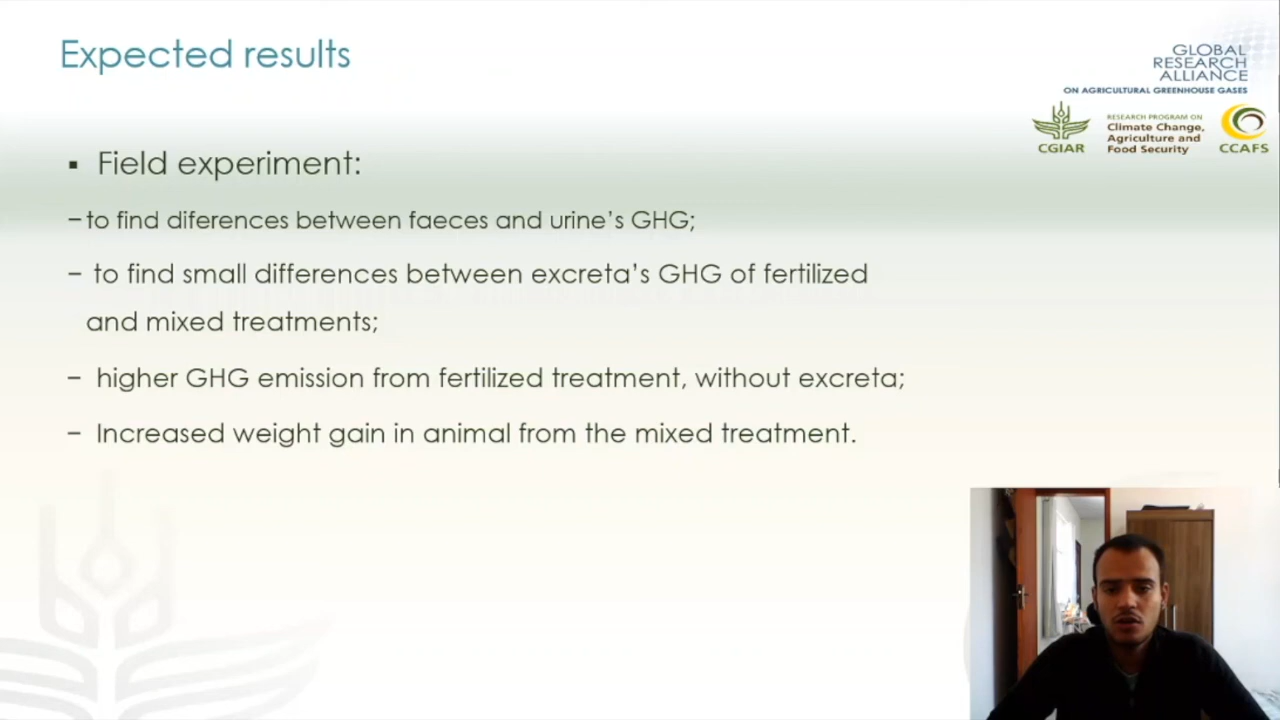 Expected results
GLOBAL
RESEARCH
ALLIANCE
ON AGRICULTURAL GREENHOUSE GASES
CGIAR
RESEARCH PROGRAM ON
Climate Change,
Agriculture and
Food Security
CCAFS
▪ Field experiment:
– to find diferences between faeces and urine's GHG;
– to find small differences between excreta's GHG of fertilized
and mixed treatments;
– higher GHG emission from fertilized treatment, without excreta;
– Increased weight gain in animal from the mixed treatment.